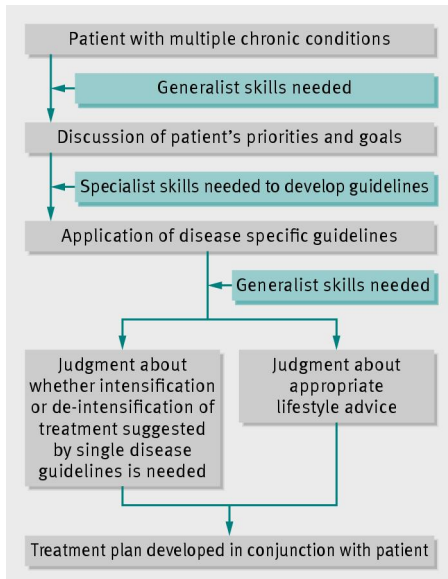 Patient with multiple chronic conditions
Generalist skills needed
Discussion of patient's priorities and goals
Specialist skills needed to develop guidelines
Application of disease specific guidelines
Generalist skills needed
Judgment about
whether intensification
or de-intensification of
treatment suggested
by single disease
guidelines is needed
Judgment about
appropriate
lifestyle advice
Treatment plan developed in conjunction with patient